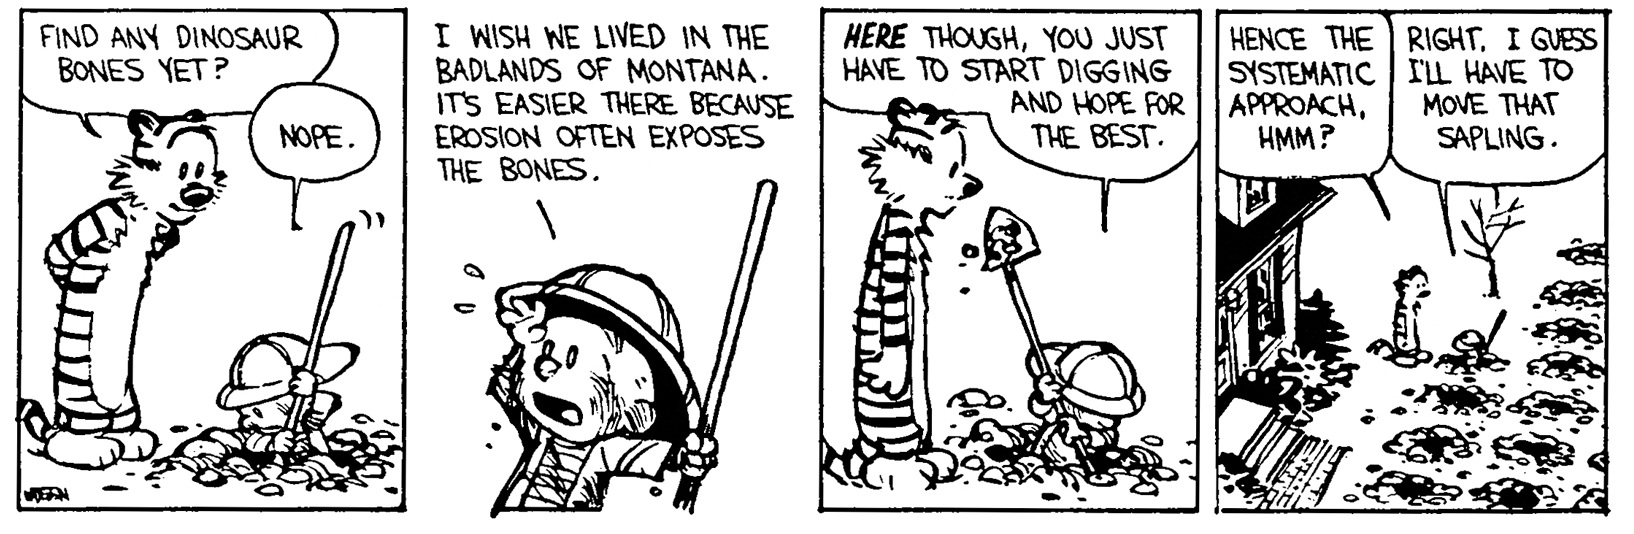 FIND ANY DINOSAUR
BONES YET?
NOPE.
I WISH WE LIVED IN THE
BADLANDS OF MONTANA.
IT'S EASIER THERE BECAUSE
EROSION OFTEN EXPOSES
THE BONES.
HERE THOUGH, YOU JUST
HAVE TO START DIGGING
AND HOPE FOR
THE BEST.
HENCE THE
SYSTEMATIC
APPROACH,
HMM?
RIGHT. I GUESS
I'LL HAVE TO
MOVE THAT
SAPLING.